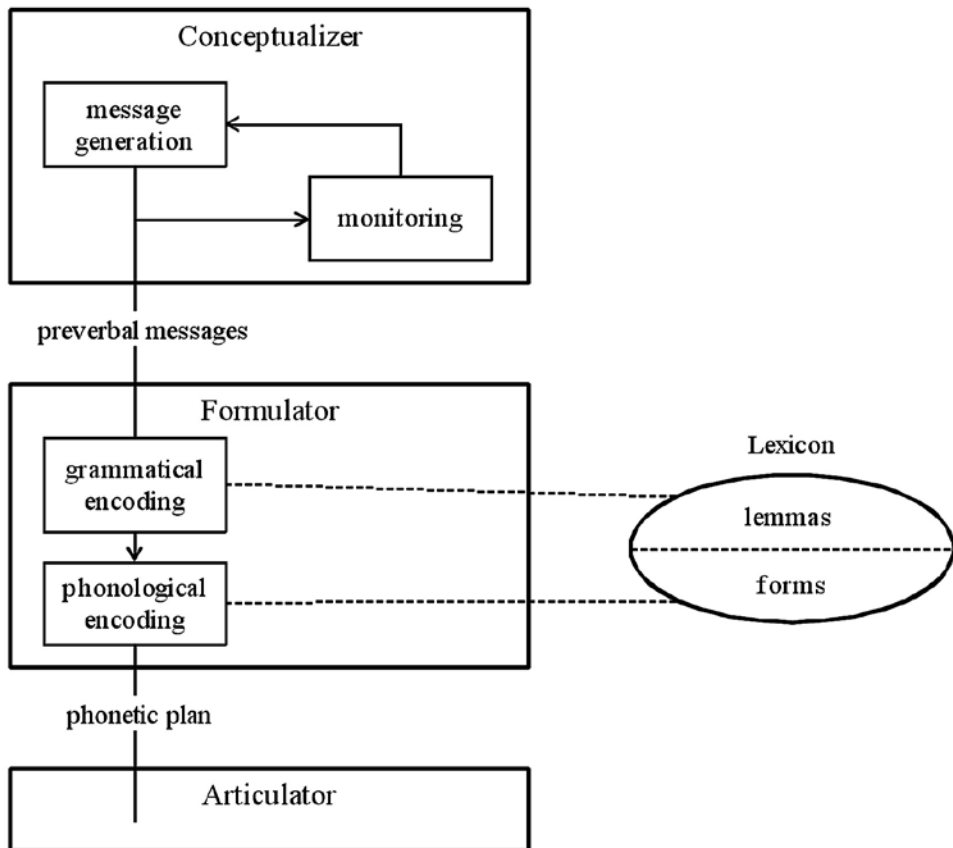 Conceptualizer
message
generation
monitoring
preverbal messages
Formulator
grammatical
encoding
phonological
encoding
Lexicon
lemmas
forms
phonetic plan
Articulator